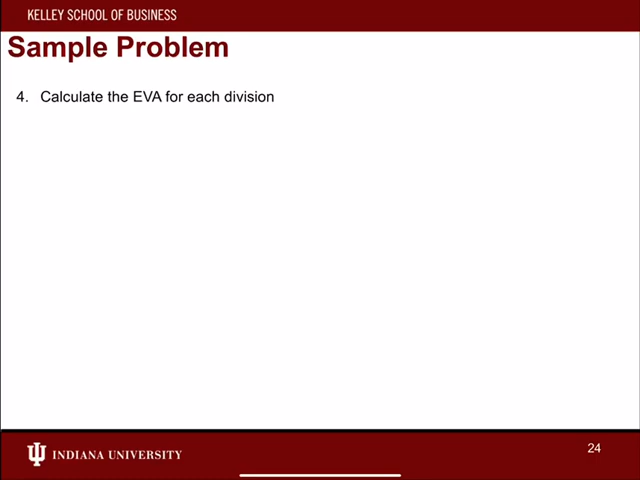 KELLEY SCHOOL OF BUSINESS
Sample Problem
4. Calculate the EVA for each division
24
INDIANA UNIVERSITY